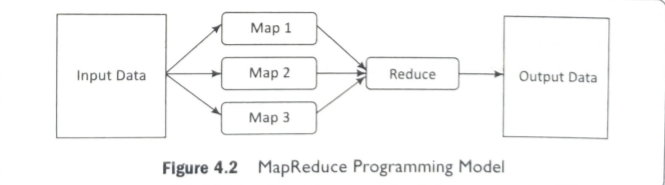 Input Data
Map 1
Map 2
Map 3
Reduce
Output Data
Figure 4.2 MapReduce Programming Model